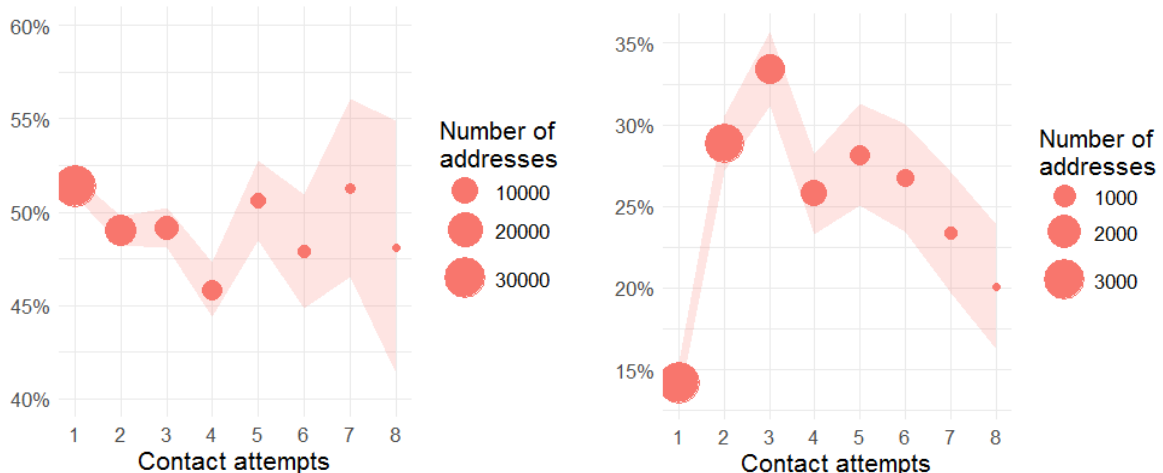 60%
55%
50%
45%
40%
1 2 3 4 5 6 7 8
Contact attempts
Number of
addresses
10000
20000
30000
35%
30%
25%
20%
15%
1 2 3 4 5 6 7 8
Contact attempts
Number of
addresses
1000
2000
3000